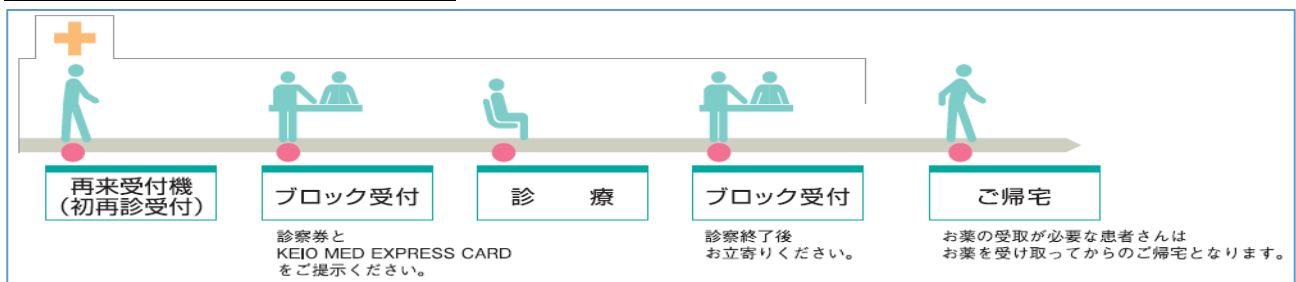 再来受付機
(初再診受付)
ブロック受付
診　療
ブロック受付
ご帰宅
診察券と
KEIO MED EXPRESS CARD
をご提示ください。
診察終了後
お立寄りください。
お薬の受取が必要な患者さんは
お薬を受け取ってからのご帰宅となります。